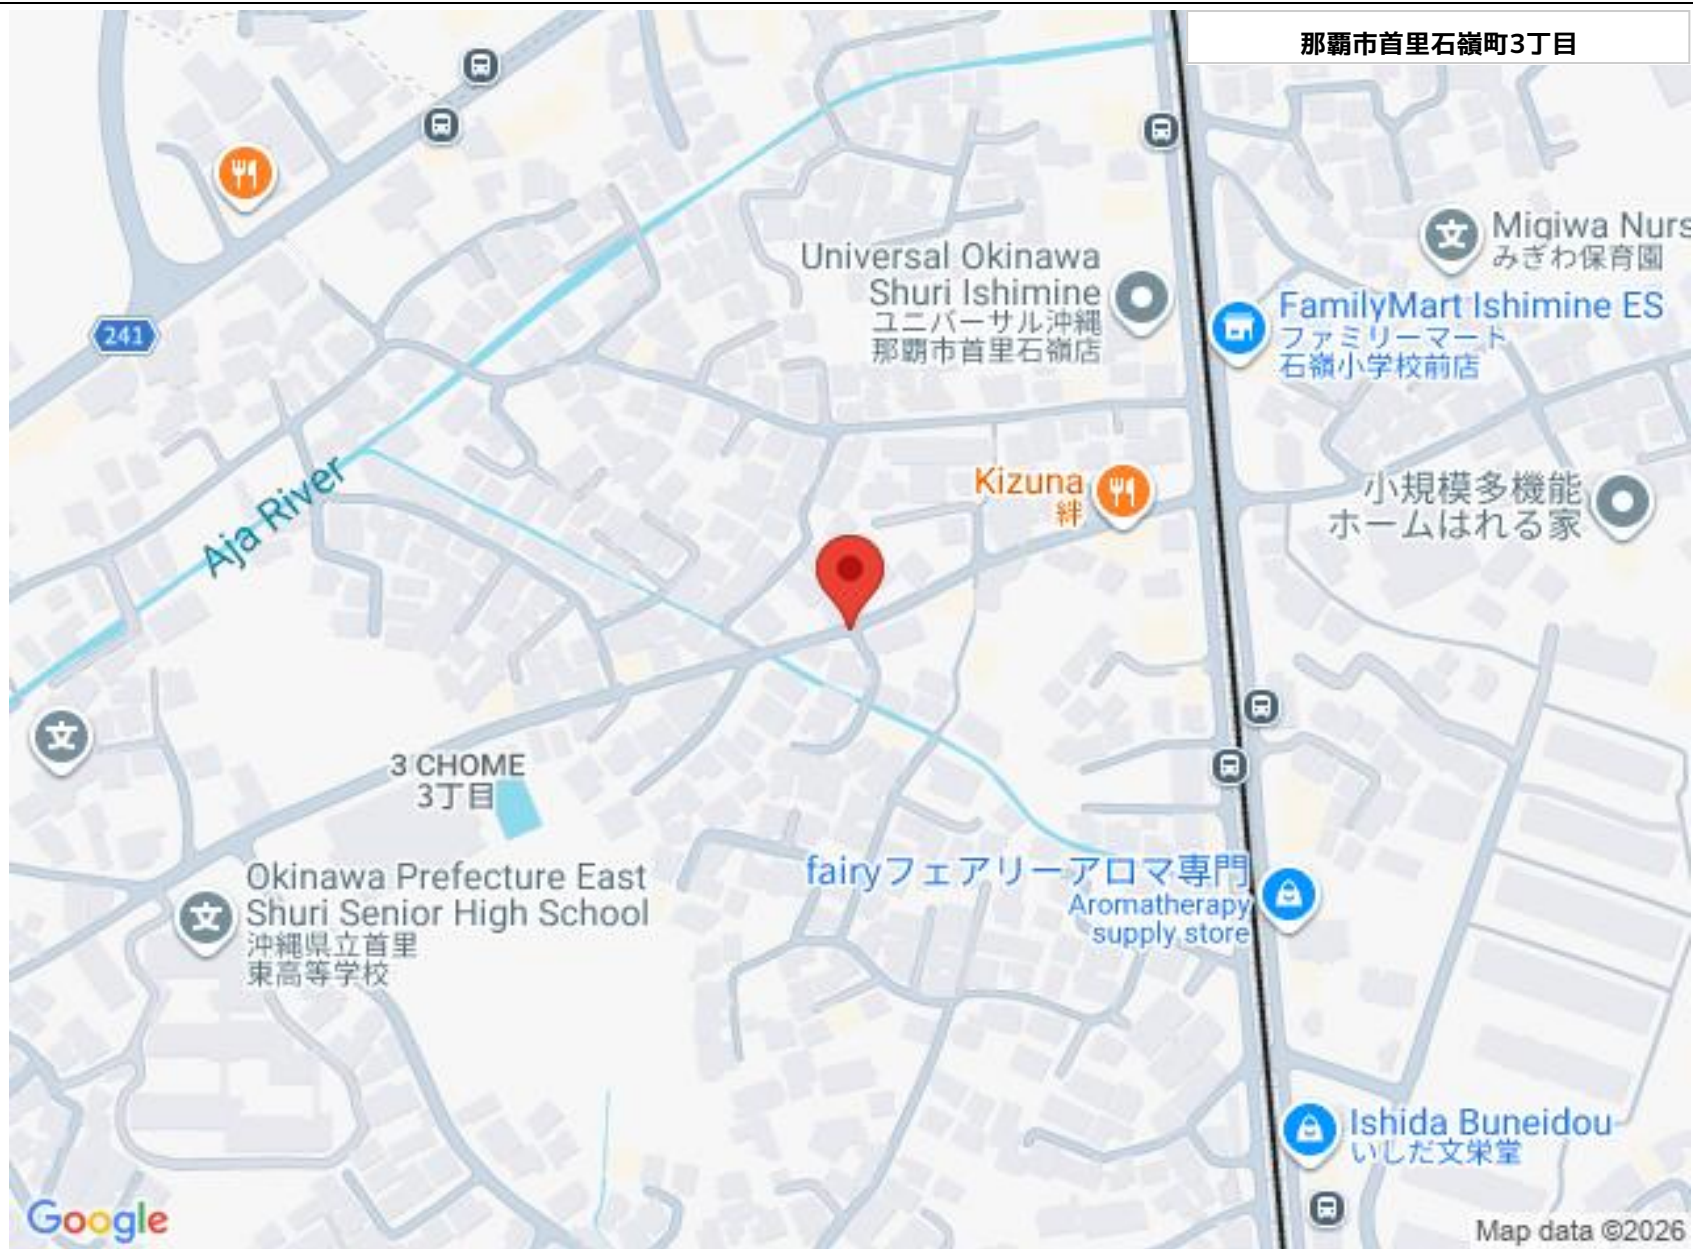 那覇市首里石嶺町3丁目
Migiwa Nurs
みぎわ保育園
Universal Okinawa
Shuri Ishimine
ユニバーサル沖縄
那覇市首里石嶺店
FamilyMart Ishimine ES
ファミリーマート
石嶺小学校前店
241
Kizuna
絆
小規模多機能
ホームはれる家
Aja River
3 CHOME
3丁目
Okinawa Prefecture East
Shuri Senior High School
沖縄県立首里
東高等学校
fairyフェアリーアロマ専門
Aromatherapy
supply store
Ishida Buneidou
いしだ文栄堂
Google
Map data ©2026